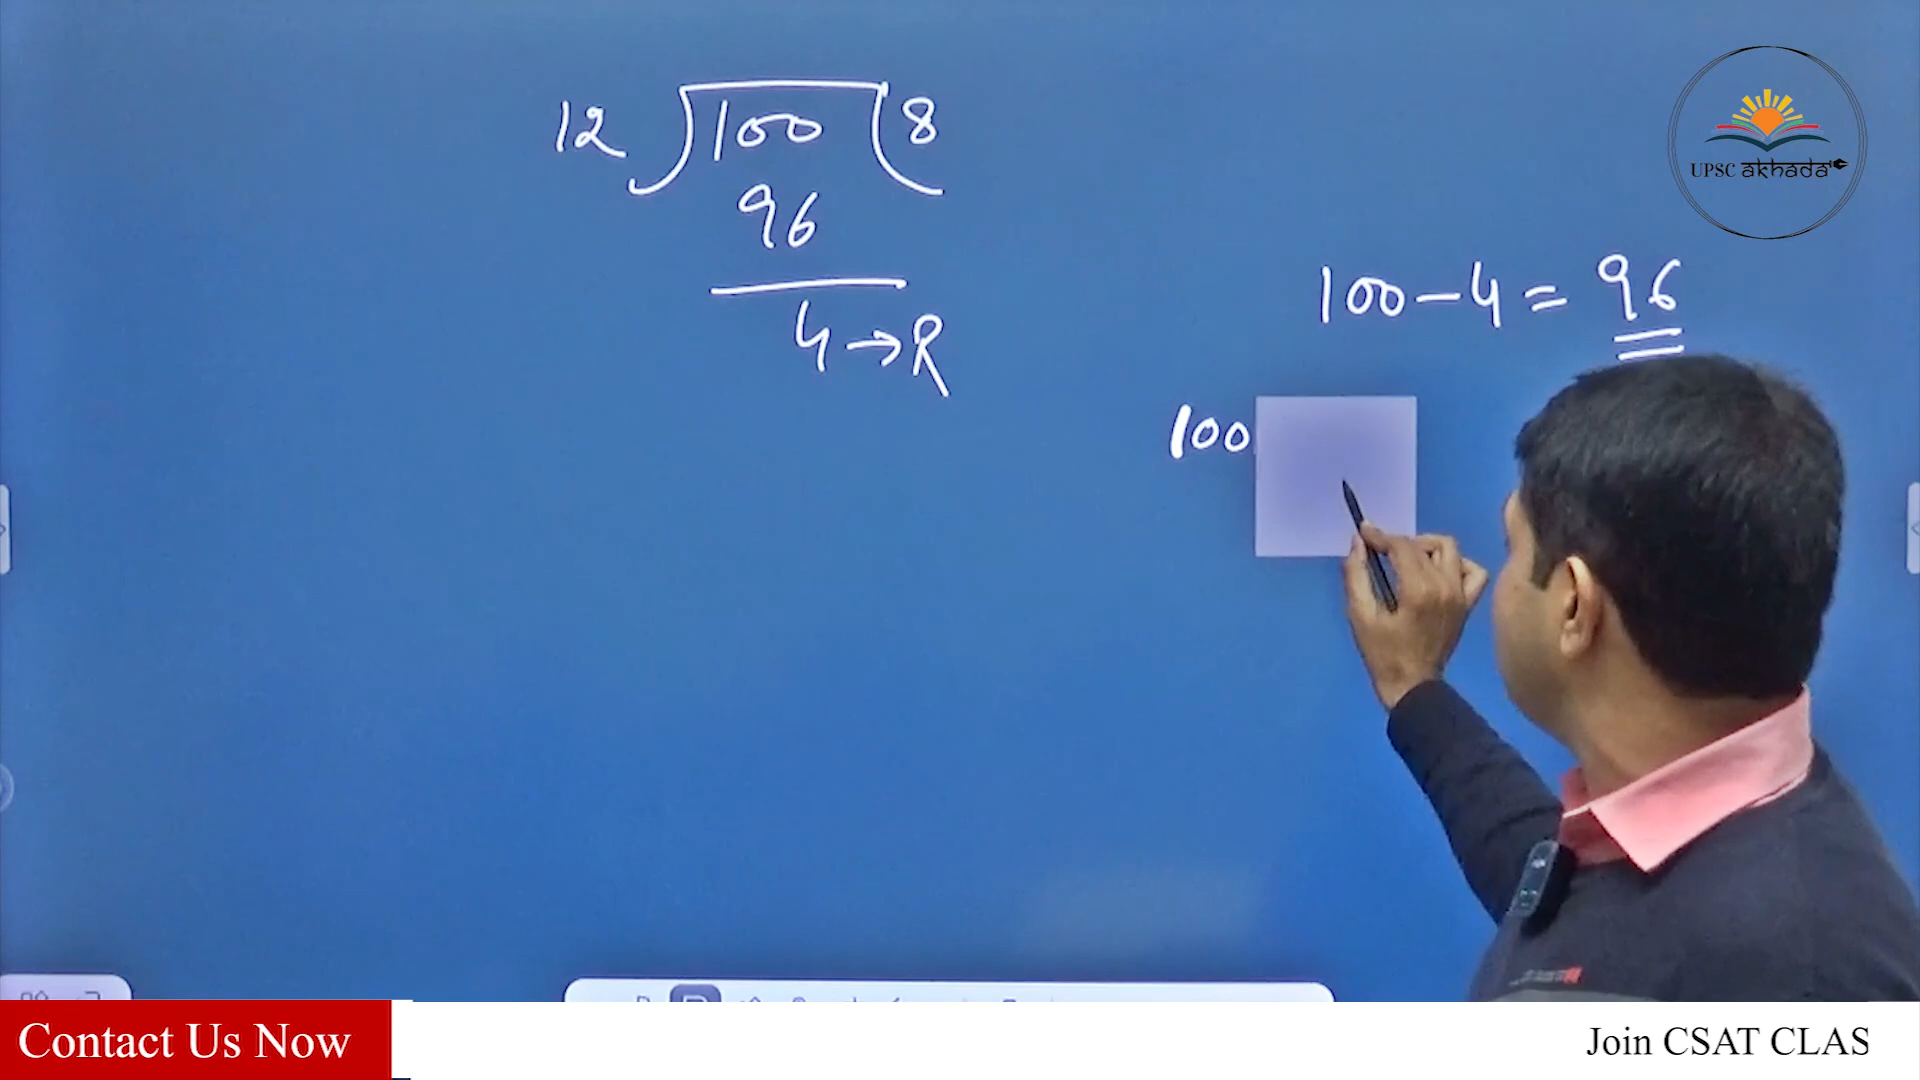 12 ) 100 ( 8
96
4 → R
100 - 4 = 96
100
UPSC akhada
Contact Us Now
Join CSAT CLAS